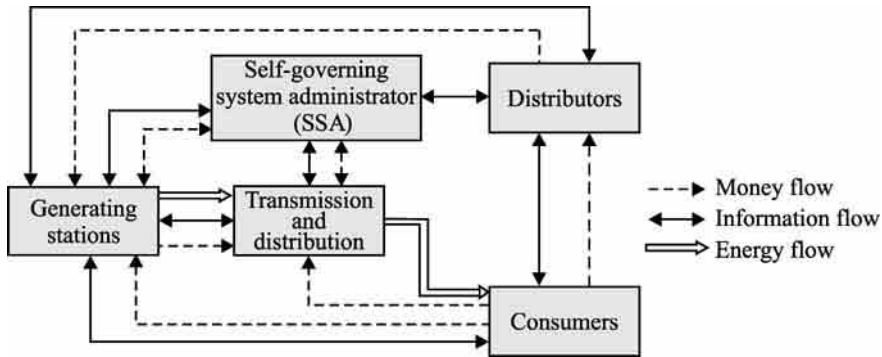 Self-governing
system administrator
(SSA)
Distributors
Generating
stations
Transmission
and
distribution
Consumers
Money flow
Information flow
Energy flow